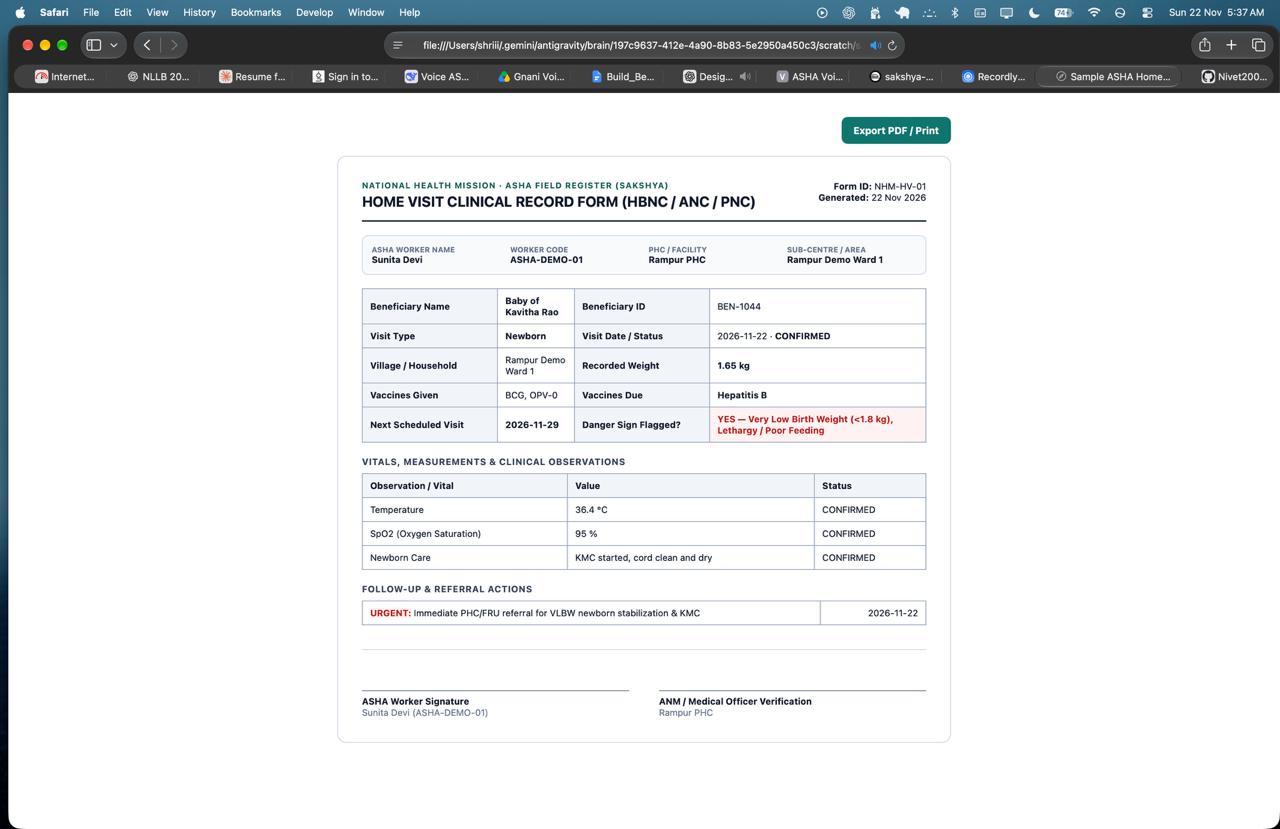 Safari File Edit View History Bookmarks Develop Window Help 74 Sun 22 Nov 5:37 AM
file:///Users/shriii/.gemini/antigravity/brain/197c9637-412e-4a90-8b83-5e2950a450c3/scratch/
Internet... NLLB 20... Resume f... Sign in to... Voice AS... Gnani Voi... Build_Be... Desig... ASHA Voi... sakshya-... Recordly... Sample ASHA Home... Nivet200...
Export PDF / Print
NATIONAL HEALTH MISSION · ASHA FIELD REGISTER (SAKSHYA)
HOME VISIT CLINICAL RECORD FORM (HBNC / ANC / PNC)
Form ID: NHM-HV-01
Generated: 22 Nov 2026
ASHA WORKER NAME WORKER CODE PHC / FACILITY SUB-CENTRE / AREA
Sunita Devi ASHA-DEMO-01 Rampur PHC Rampur Demo Ward 1
Beneficiary Name Baby of Kavitha Rao Beneficiary ID BEN-1044
Visit Type Newborn Visit Date / Status 2026-11-22 · CONFIRMED
Village / Household Rampur Demo Ward 1 Recorded Weight 1.65 kg
Vaccines Given BCG, OPV-0 Vaccines Due Hepatitis B
Next Scheduled Visit 2026-11-29 Danger Sign Flagged? YES — Very Low Birth Weight (<1.8 kg), Lethargy / Poor Feeding
VITALS, MEASUREMENTS & CLINICAL OBSERVATIONS
Observation / Vital Value Status
Temperature 36.4 °C CONFIRMED
SpO2 (Oxygen Saturation) 95 % CONFIRMED
Newborn Care KMC started, cord clean and dry CONFIRMED
FOLLOW-UP & REFERRAL ACTIONS
URGENT: Immediate PHC/FRU referral for VLBW newborn stabilization & KMC 2026-11-22
ASHA Worker Signature ANM / Medical Officer Verification
Sunita Devi (ASHA-DEMO-01) Rampur PHC